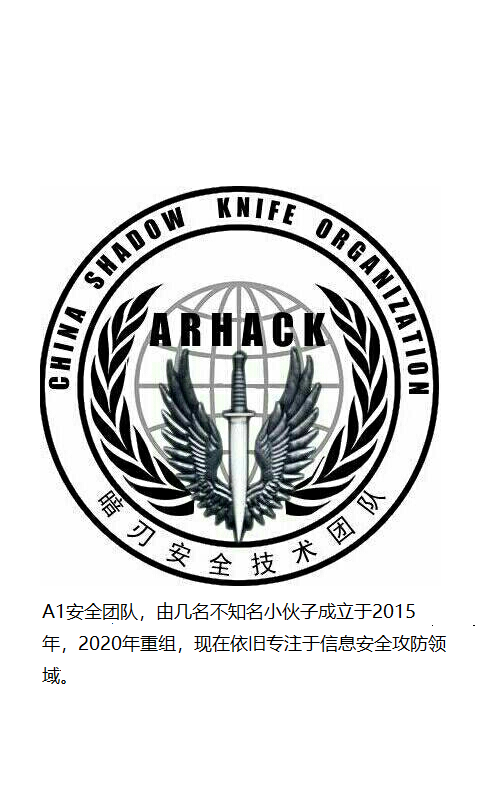 CHINA SHADOW KNIFE ORGANIZATION
ARHACK
暗刃安全技术团队
A1安全团队，由几名不知名小伙子成立于2015
年，2020年重组，现在依旧专注于信息安全攻防领
域。